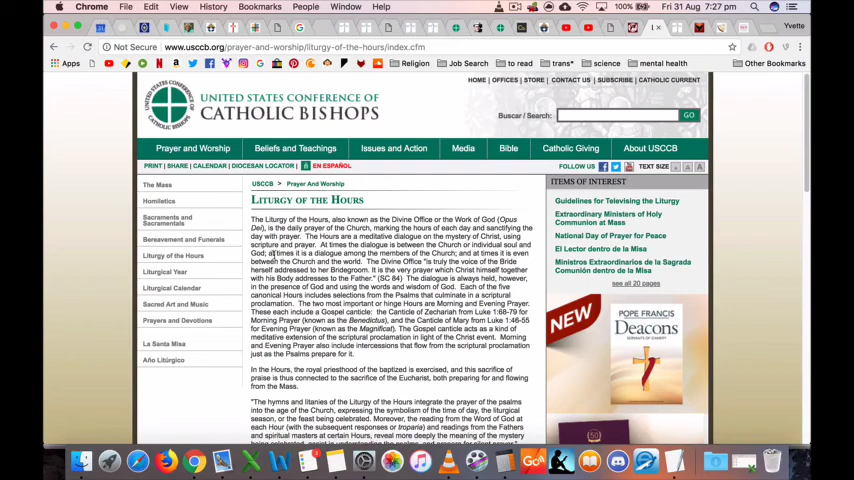 Chrome File Edit View History Bookmarks People Window Help 100% Fri 31 Aug 7:27 pm
Yvette
Not Secure www.usccb.org/prayer-and-worship/liturgy-of-the-hours/index.cfm
Apps Religion Job Search to read trans* science mental health Other Bookmarks
HOME | OFFICES | STORE | CONTACT US | SUBSCRIBE | CATHOLIC CURRENT
UNITED STATES CONFERENCE OF
CATHOLIC BISHOPS
Buscar / Search: GO
Prayer and Worship Beliefs and Teachings Issues and Action Media Bible Catholic Giving About USCCB
PRINT | SHARE | CALENDAR | DIOCESAN LOCATOR | EN ESPAÑOL FOLLOW US TEXT SIZE A A A
The Mass
Homilies
Sacraments and
Sacramentals
Bereavement and Funerals
Liturgy of the Hours
Liturgical Year
Liturgical Calendar
Sacred Art and Music
Prayers and Devotions
La Santa Misa
Año Litúrgico
USCCB > Prayer And Worship
LITURGY OF THE HOURS
The Liturgy of the Hours, also known as the Divine Office or the Work of God (Opus
Dei), is the daily prayer of the Church, marking the hours of each day and sanctifying the
day with prayer. The Hours are a meditative dialogue on the mystery of Christ, using
scripture and prayer. At times the dialogue is between the Church or individual soul and
God; at times it is a dialogue among the members of the Church; and at times it is even
between the Church and the world. The Divine Office "is truly the voice of the Bride
herself addressed to her Bridegroom. It is the very prayer which Christ himself together
with his Body addresses to the Father." (SC 84) The dialogue is always held, however,
in the presence of God and using the words and wisdom of God. Each of the five
canonical Hours includes selections from the Psalms that culminate in a scriptural
proclamation. The two most important or hinge Hours are Morning and Evening Prayer.
These each include a Gospel canticle: the Canticle of Zechariah from Luke 1:68-79 for
Morning Prayer (known as the Benedictus), and the Canticle of Mary from Luke 1:46-55
for Evening Prayer (known as the Magnificat). The Gospel canticle acts as a kind of
meditative extension of the scriptural proclamation in light of the Christ event. Morning
and Evening Prayer also include intercessions that flow from the scriptural proclamation
just as the Psalms prepare for it.
In the Hours, the royal priesthood of the baptized is exercised, and this sacrifice of
praise is thus connected to the sacrifice of the Eucharist, both preparing for and flowing
from the Mass.
"The hymns and litanies of the Liturgy of the Hours integrate the prayer of the psalms
into the age of the Church, expressing the symbolism of the time of day, the liturgical
season, or the feast being celebrated. Moreover, the reading from the Word of God at
each Hour (with the subsequent responses or troparia) and readings from the Fathers
and spiritual masters at certain Hours, reveal more deeply the meaning of the mystery
ITEMS OF INTEREST
Guidelines for Televising the Liturgy
Extraordinary Ministers of Holy
Communion at Mass
National Day of Prayer for Peace
El Lector dentro de la Misa
Ministros Extraordinarios de la Sagrada
Comunión dentro de la Misa
see all 20 pages
NEW
POPE FRANCIS
Deacons
SERVANTS OF CHARITY
50